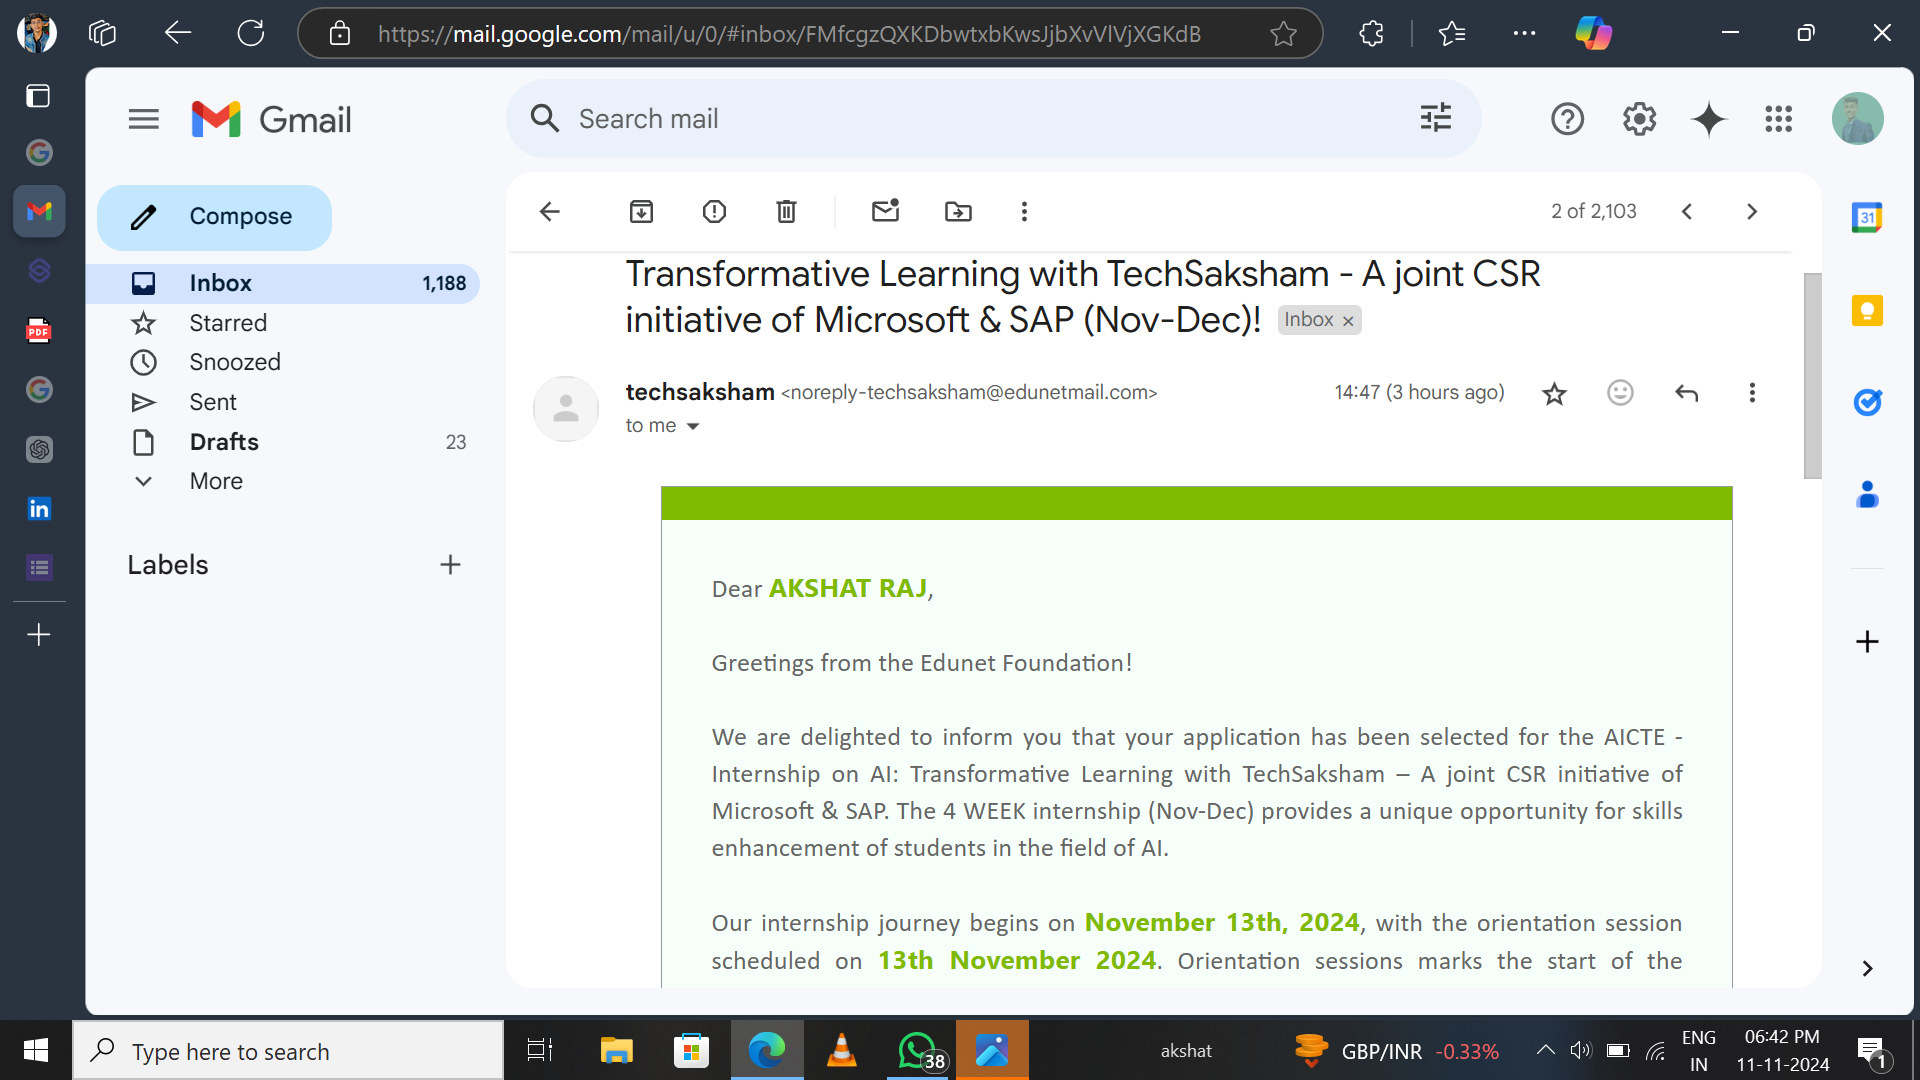 https://mail.google.com/mail/u/0/#inbox/FMfcgzQXKDbwtxbKwsJjbXvVlVjXGKdB
Gmail
Search mail
Compose
2 of 2,103
Inbox 1,188
Starred
Snoozed
Sent
Drafts 23
More
Labels
Transformative Learning with TechSaksham - A joint CSR
initiative of Microsoft & SAP (Nov-Dec)! Inbox ×
techsaksham <noreply-techsaksham@edunetmail.com> 14:47 (3 hours ago)
to me
Dear AKSHAT RAJ,
Greetings from the Edunet Foundation!
We are delighted to inform you that your application has been selected for the AICTE -
Internship on AI: Transformative Learning with TechSaksham – A joint CSR initiative of
Microsoft & SAP. The 4 WEEK internship (Nov-Dec) provides a unique opportunity for skills
enhancement of students in the field of AI.
Our internship journey begins on November 13th, 2024, with the orientation session
scheduled on 13th November 2024. Orientation sessions marks the start of the
31
PDF
in
Type here to search
38
akshat
GBP/INR -0.33%
ENG
IN
06:42 PM
11-11-2024
1